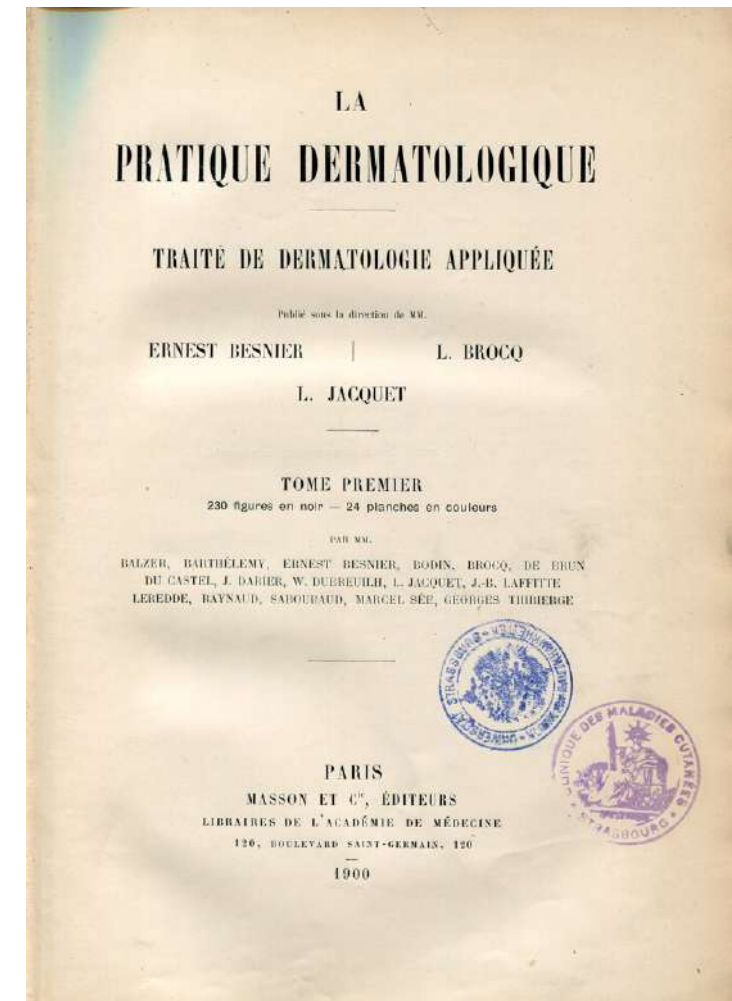 LA
PRATIQUE DERMATOLOGIQUE
TRAITÉ DE DERMATOLOGIE APPLIQUÉE
Publié sous la direction de MM.
ERNEST BESNIER | L. BROCQ
L. JACQUET
TOME PREMIER
230 figures en noir — 24 planches en couleurs
PAR MM.
BALZER, BARTHÉLEMY, ERNEST BESNIER, BODIN, BROCQ, DE BRUN
DU CASTEL, J. DARIER, W. DUBREUILH, L. JACQUET, J.-B. LAFFITTE
LEREDDE, RAYNAUD, SABOURAUD, MARCEL SÉE, GEORGES THIBIERGE
STRASSBURG
CLINIQUE DES MALADIES CUTANÉES
STRASBOURG
PARIS
MASSON ET Cie, ÉDITEURS
LIBRAIRES DE L'ACADÉMIE DE MÉDECINE
120, BOULEVARD SAINT-GERMAIN, 120
1900